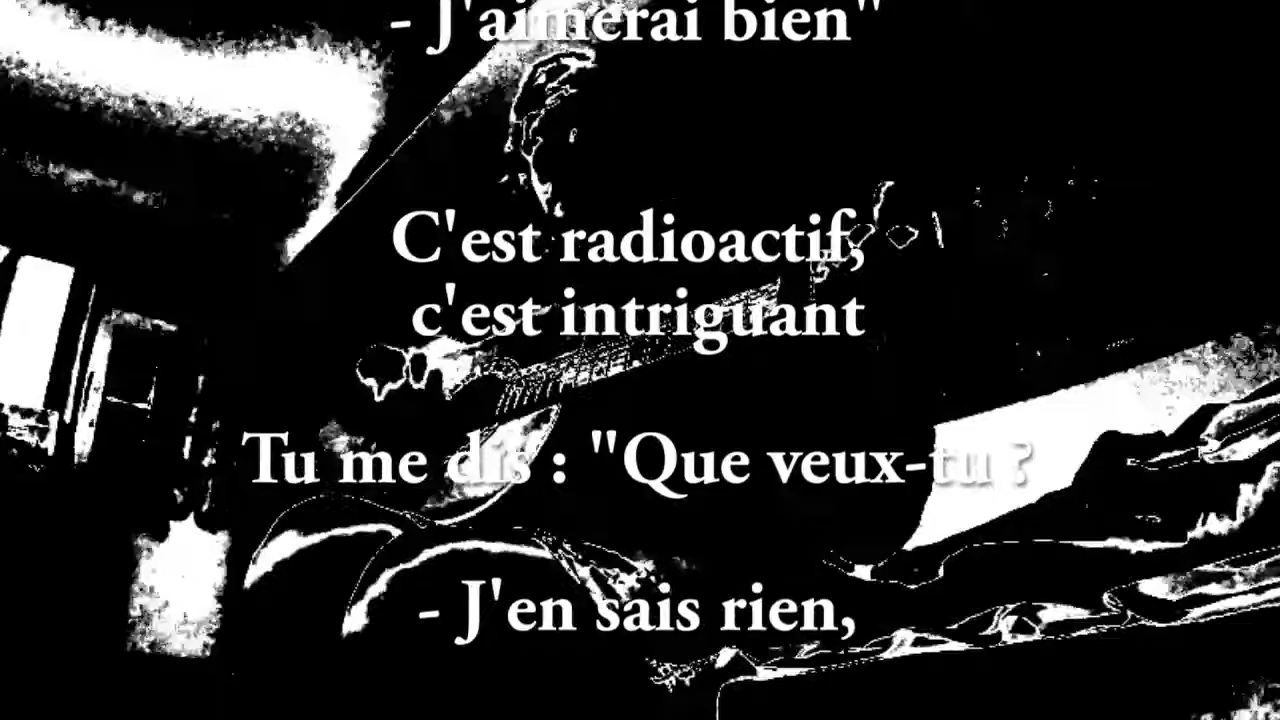 - J'aimerai bien"
C'est radioactif,
c'est intriguant
Tu me dis : "Que veux-tu ?
- J'en sais rien,